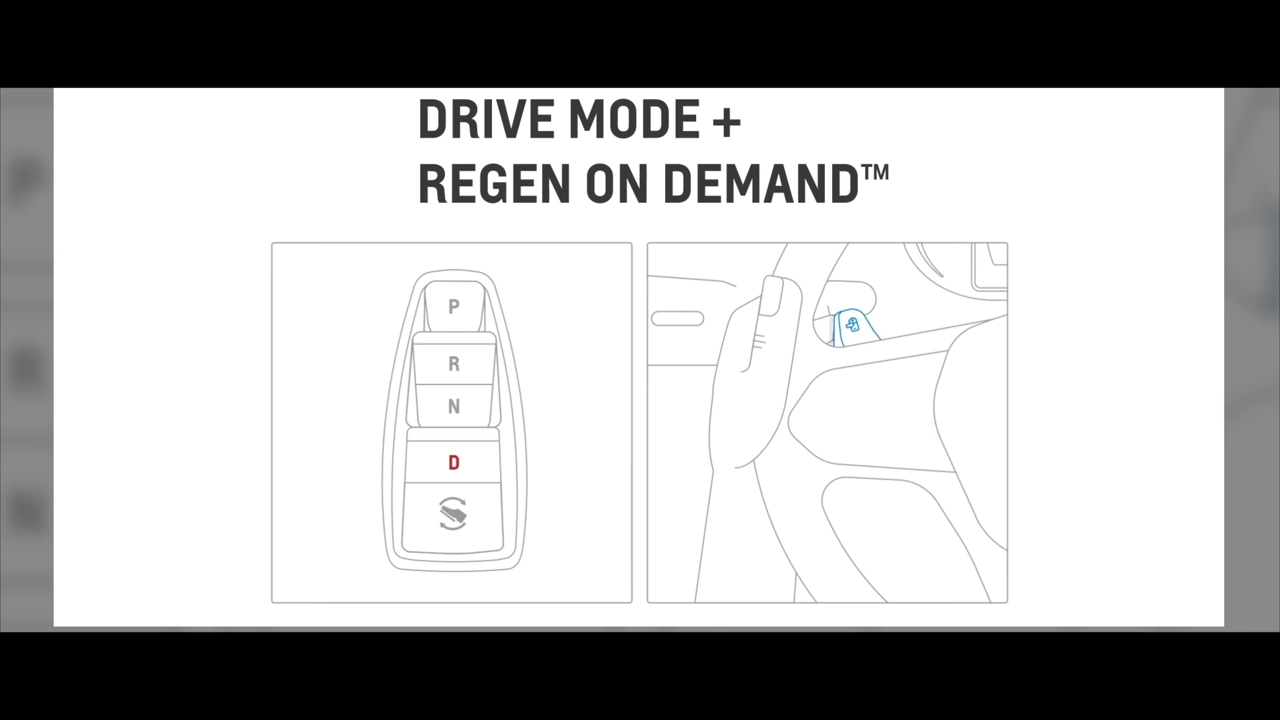 DRIVE MODE +
REGEN ON DEMAND™
P
R
N
D
P
R
N